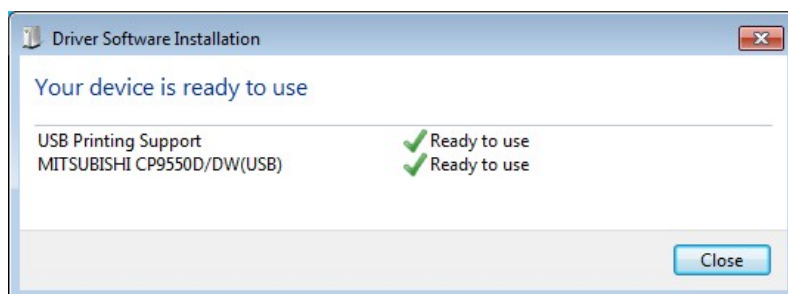 Driver Software Installation
Your device is ready to use
USB Printing Support Ready to use
MITSUBISHI CP9550D/DW(USB) Ready to use
Close